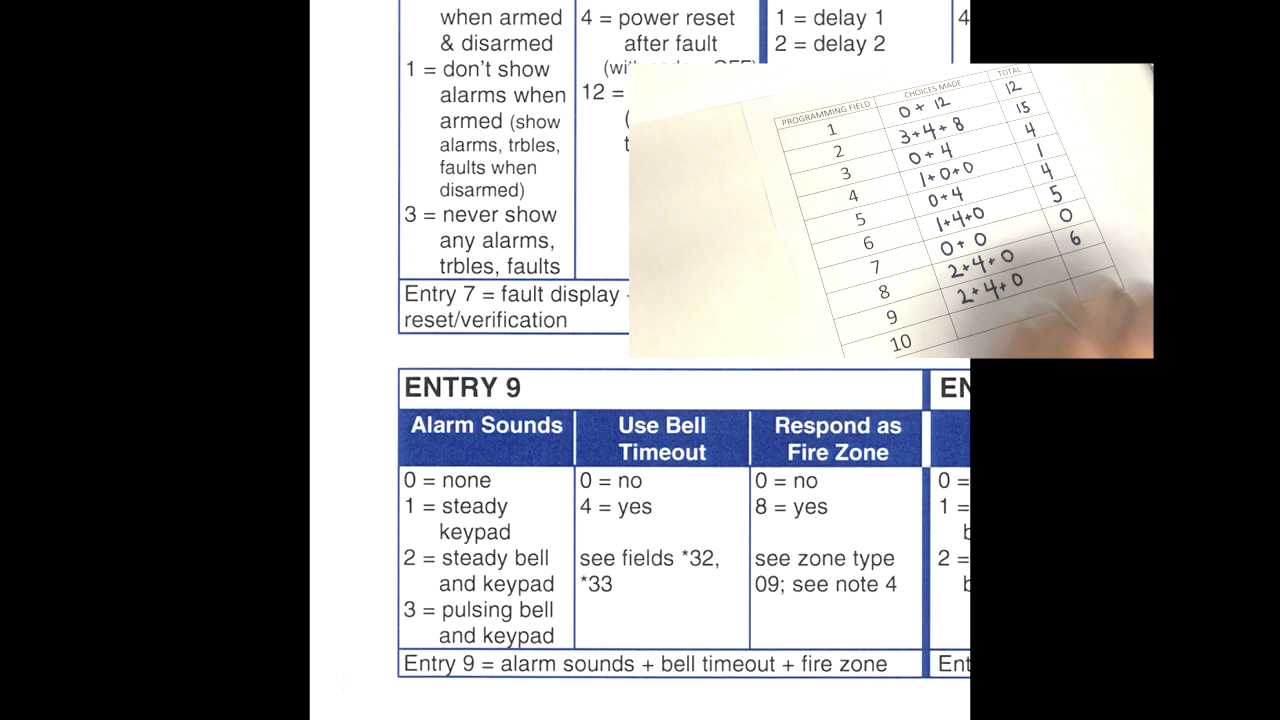 when armed
& disarmed
1 = don't show
alarms when
armed (show
alarms, trbles,
faults when
disarmed)
3 = never show
any alarms,
trbles, faults
4 = power reset
after fault
12 =
1 = delay 1
2 = delay 2
4
Entry 7 = fault display
reset/verification
PROGRAMMING FIELD CHOICES MADE TOTAL
1 0 + 12 12
2 3+4+8 15
3 0+4 4
4 1+0+0 1
5 0+4 4
6 1+4+0 5
7 0+0 0
8 2+4+0 6
9 2+4+0
10
ENTRY 9
Alarm Sounds
0 = none
1 = steady
keypad
2 = steady bell
and keypad
3 = pulsing bell
and keypad
Use Bell
Timeout
0 = no
4 = yes
see fields *32,
*33
Respond as
Fire Zone
0 = no
8 = yes
see zone type
09; see note 4
Entry 9 = alarm sounds + bell timeout + fire zone
EN
0 =
1 =
2 =
Ent